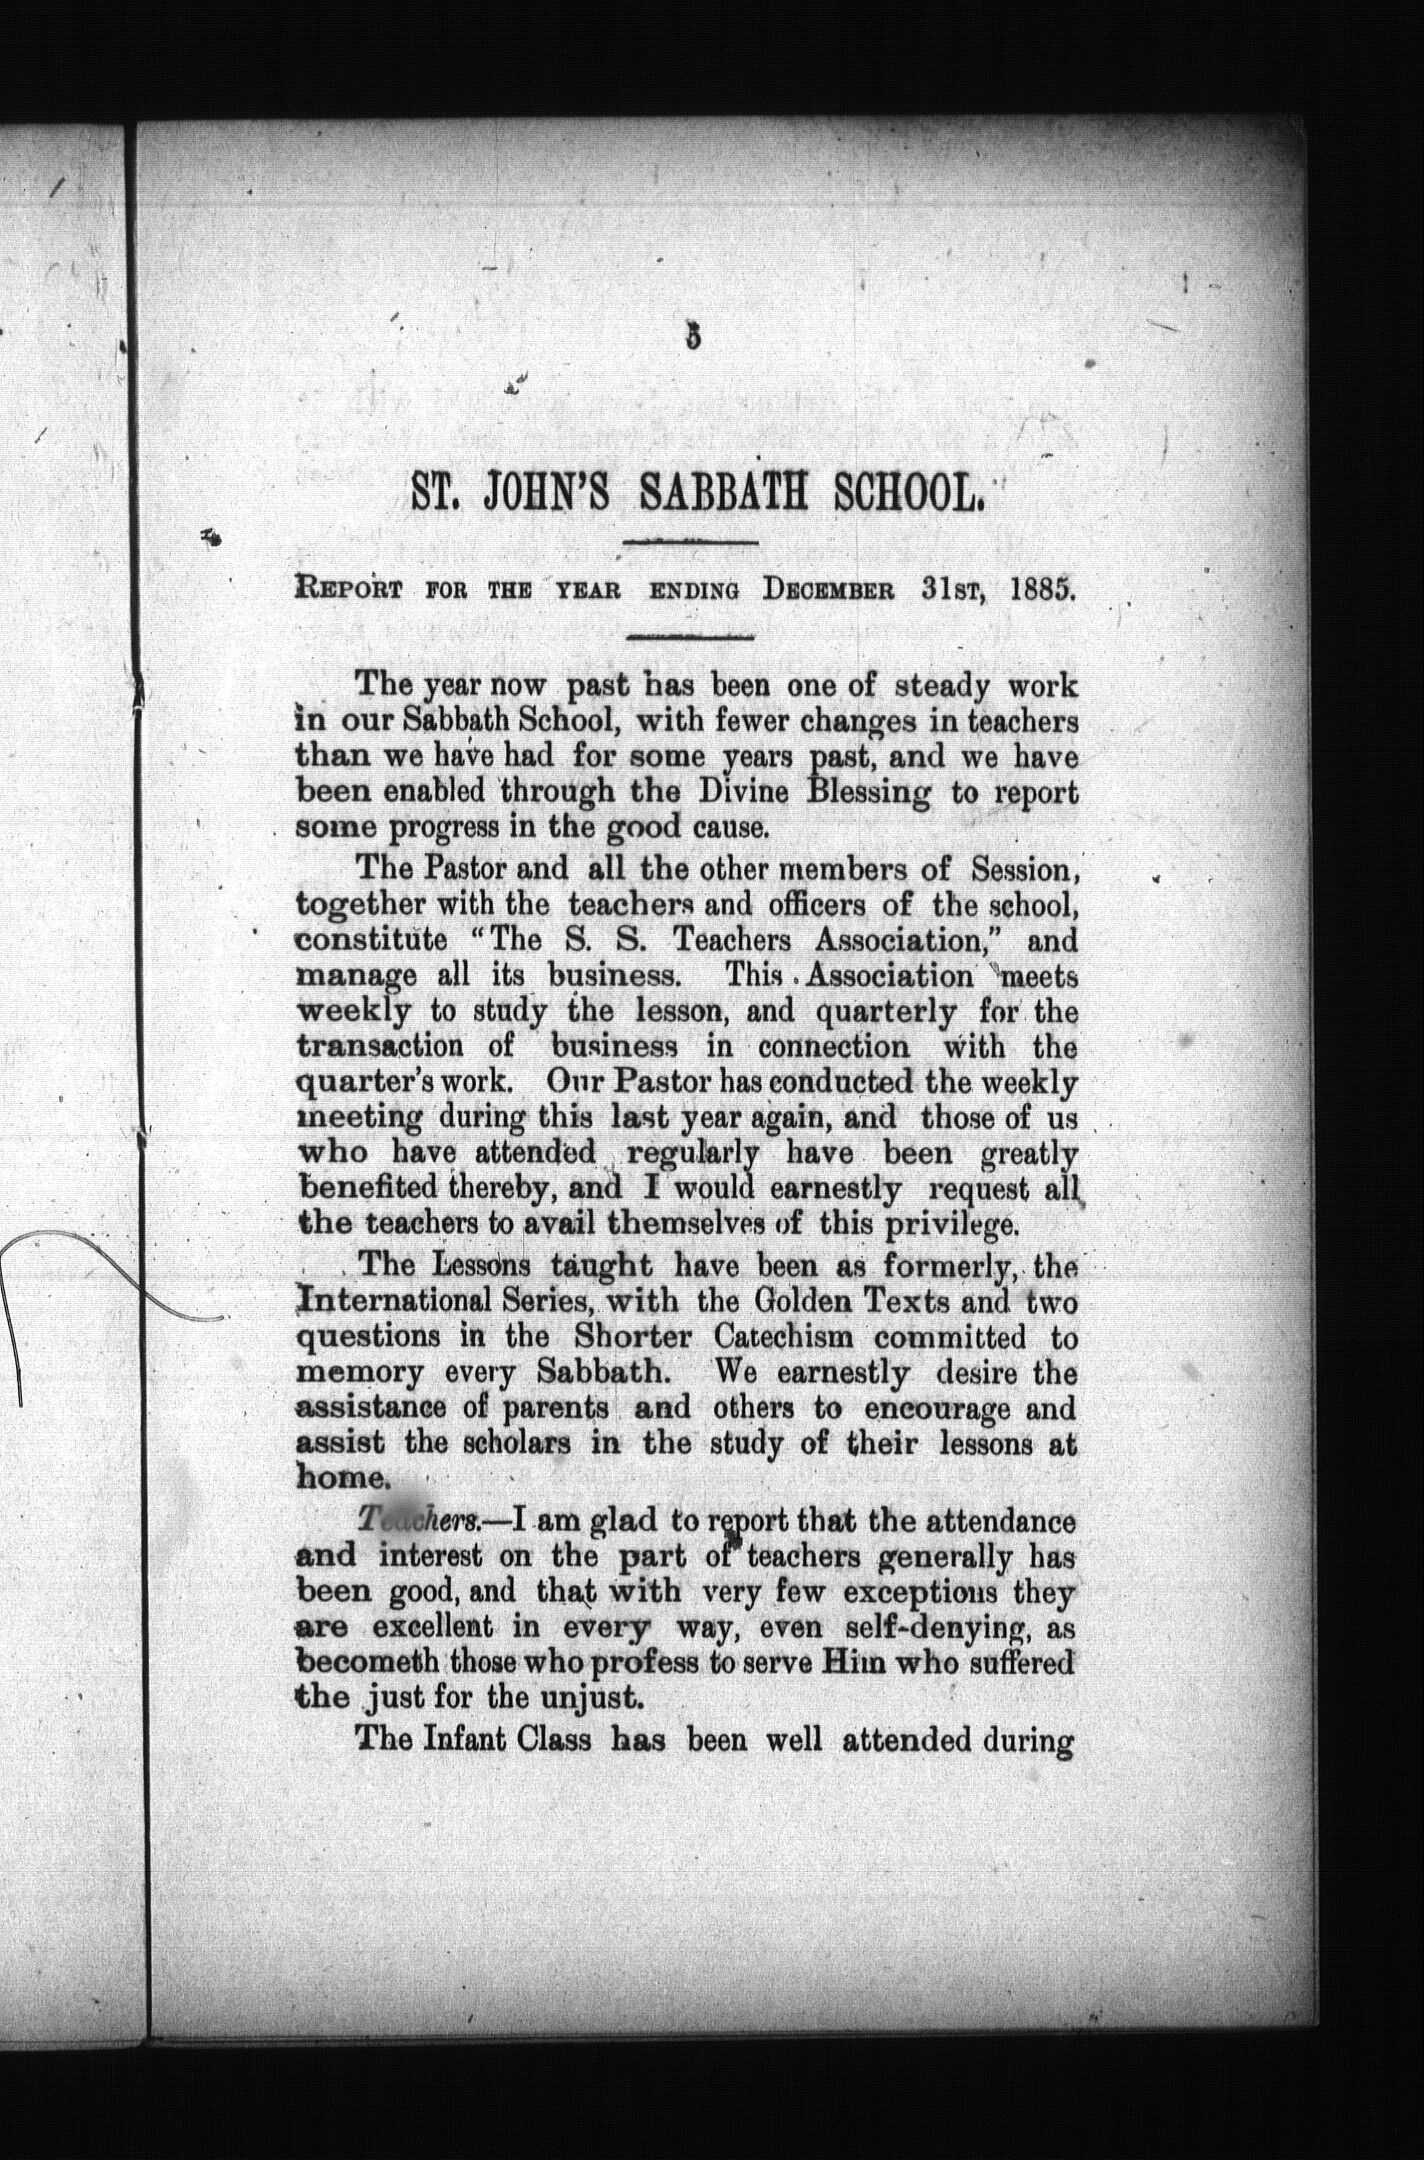 5
ST. JOHN'S SABBATH SCHOOL.
REPORT FOR THE YEAR ENDING DECEMBER 31ST, 1885.
The year now past has been one of steady work
in our Sabbath School, with fewer changes in teachers
than we have had for some years past, and we have
been enabled through the Divine Blessing to report
some progress in the good cause.
The Pastor and all the other members of Session,
together with the teachers and officers of the school,
constitute “The S. S. Teachers Association,” and
manage all its business. This Association meets
weekly to study the lesson, and quarterly for the
transaction of business in connection with the
quarter's work. Our Pastor has conducted the weekly
meeting during this last year again, and those of us
who have attended regularly have been greatly
benefited thereby, and I would earnestly request all
the teachers to avail themselves of this privilege.
The Lessons taught have been as formerly, the
International Series, with the Golden Texts and two
questions in the Shorter Catechism committed to
memory every Sabbath. We earnestly desire the
assistance of parents and others to encourage and
assist the scholars in the study of their lessons at
home.
Teachers.—I am glad to report that the attendance
and interest on the part of teachers generally has
been good, and that with very few exceptions they
are excellent in every way, even self-denying, as
becometh those who profess to serve Him who suffered
the just for the unjust.
The Infant Class has been well attended during